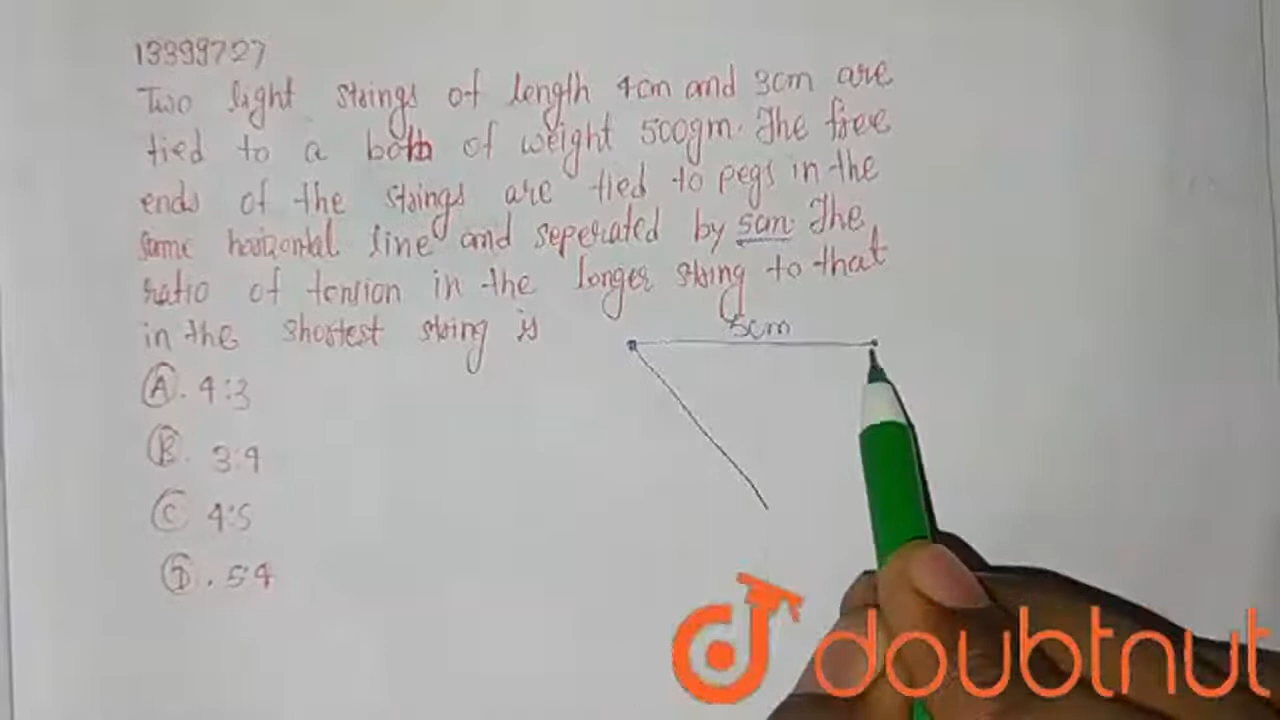 13399727
Two light strings of length 4cm and 3cm are
tied to a bob of weight 500gm. The free
ends of the strings are tied to pegs in the
same horizontal line and seperated by 5cm. The
ratio of tension in the longer string to that
in the shortest string is
5cm
A. 4:3
B. 3:4
C 4:5
D. 5:4
doubtnut